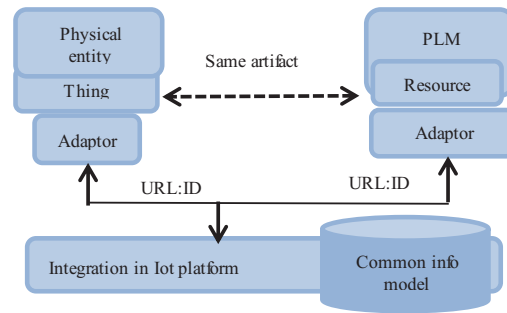 Physical
entity
Thing
Adaptor
Same artifact
PLM
Resource
Adaptor
URL:ID
URL:ID
Integration in Iot platform
Common info
model